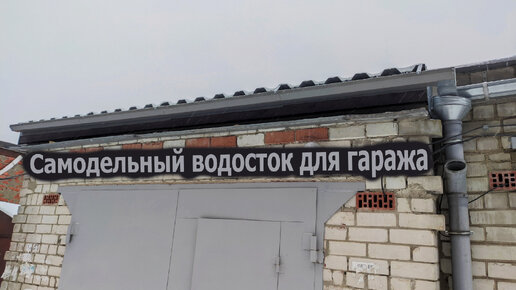 Самодельный водосток для гаража